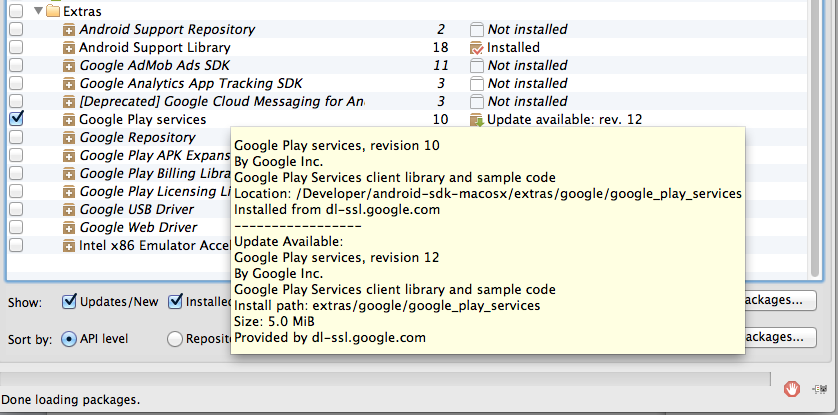 Extras
Android Support Repository 2 Not installed
Android Support Library 18 Installed
Google AdMob Ads SDK 11 Not installed
Google Analytics App Tracking SDK 3 Not installed
[Deprecated] Google Cloud Messaging for An 3 Not installed
Google Play services 10 Update available: rev. 12
Google Repository
Google Play APK Expans
Google Play Billing Libra
Google Play Licensing Li
Google USB Driver
Google Web Driver
Intel x86 Emulator Acce
Google Play services, revision 10
By Google Inc.
Google Play Services client library and sample code
Location: /Developer/android-sdk-macosx/extras/google/google_play_services
Installed from dl-ssl.google.com
-----------------
Update Available:
Google Play services, revision 12
By Google Inc.
Google Play Services client library and sample code
Install path: extras/google/google_play_services
Size: 5.0 MiB
Provided by dl-ssl.google.com
Show: Updates/New Installed ackages...
Sort by: API level Reposit ackages...
Done loading packages.